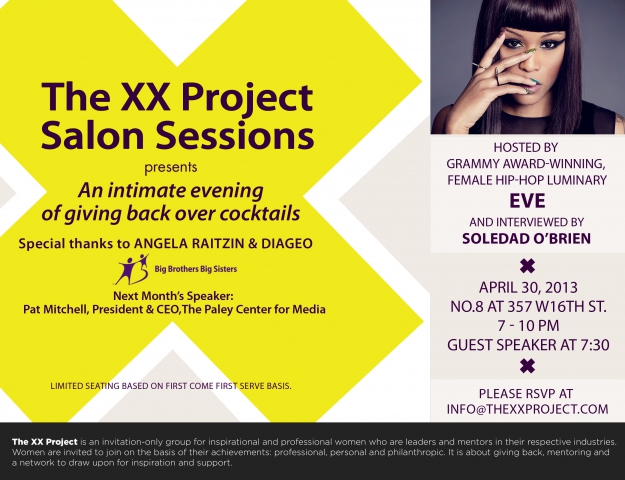 The XX Project
Salon Sessions
presents
An intimate evening
of giving back over cocktails
Special thanks to ANGELA RAITZIN & DIAGEO
Big Brothers Big Sisters
Next Month's Speaker:
Pat Mitchell, President & CEO,The Paley Center for Media
LIMITED SEATING BASED ON FIRST COME FIRST SERVE BASIS.
HOSTED BY
GRAMMY AWARD-WINNING,
FEMALE HIP-HOP LUMINARY
EVE
AND INTERVIEWED BY
SOLEDAD O'BRIEN
APRIL 30, 2013
NO.8 AT 357 W16TH ST.
7 - 10 PM
GUEST SPEAKER AT 7:30
PLEASE RSVP AT
INFO@THEXXPROJECT.COM
The XX Project is an invitation-only group for inspirational and professional women who are leaders and mentors in their respective industries.
Women are invited to join on the basis of their achievements: professional, personal and philanthropic. It is about giving back, mentoring and
a network to draw upon for inspiration and support.